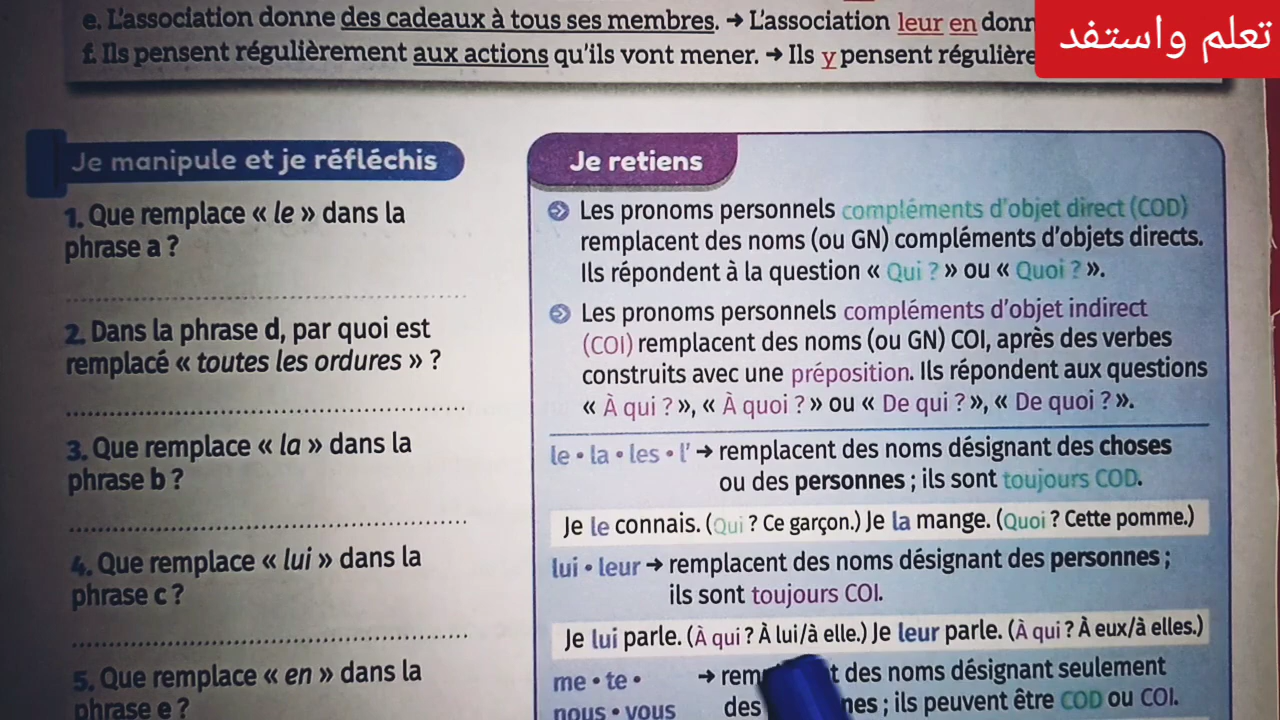 e. L'association donne des cadeaux à tous ses membres. → L'association leur en donn
تعلم واستفد
f. Ils pensent régulièrement aux actions qu'ils vont mener. → Ils y pensent régulière
Je manipule et je réfléchis
1. Que remplace « le » dans la
phrase a ?
2. Dans la phrase d, par quoi est
remplacé « toutes les ordures » ?
3. Que remplace « la » dans la
phrase b ?
4. Que remplace « lui » dans la
phrase c ?
5. Que remplace « en » dans la
phrase e ?
Je retiens
Les pronoms personnels compléments d'objet direct (COD)
remplacent des noms (ou GN) compléments d'objets directs.
Ils répondent à la question « Qui ? » ou « Quoi ? ».
Les pronoms personnels compléments d'objet indirect
(COI) remplacent des noms (ou GN) COI, après des verbes
construits avec une préposition. Ils répondent aux questions
« À qui ? », « À quoi ? » ou « De qui ? », « De quoi ? ».
le • la • les • l' → remplacent des noms désignant des choses
ou des personnes ; ils sont toujours COD.
Je le connais. (Qui ? Ce garçon.) Je la mange. (Quoi ? Cette pomme.)
lui • leur → remplacent des noms désignant des personnes ;
ils sont toujours COI.
Je lui parle. (À qui ? À lui/à elle.) Je leur parle. (À qui ? À eux/à elles.)
me • te • → rem t des noms désignant seulement
nous • vous des nes ; ils peuvent être COD ou COI.